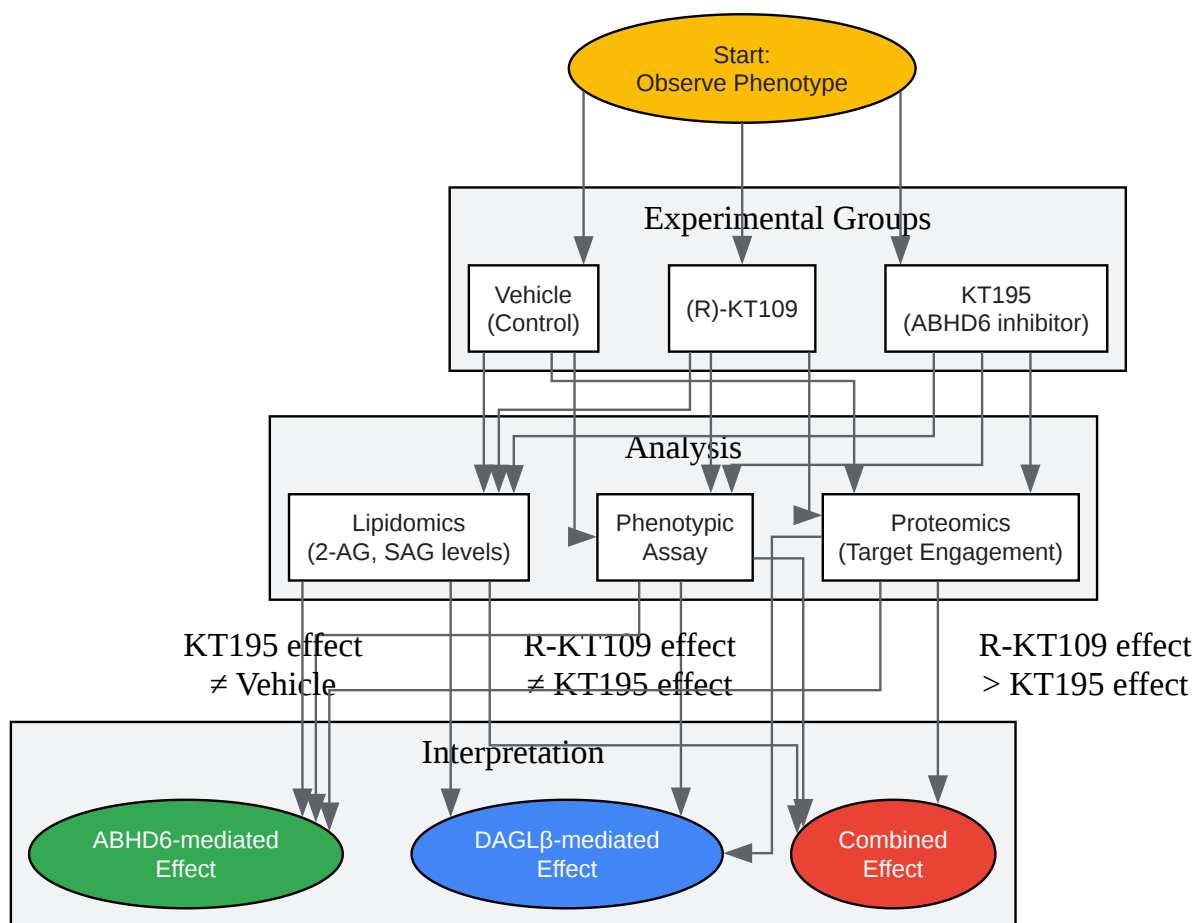 Start:
Observe Phenotype
Experimental Groups
Vehicle
(Control)
(R)-KT109
KT195
(ABHD6 inhibitor)
Analysis
Lipidomics
(2-AG, SAG levels)
Phenotypic
Assay
Proteomics
(Target Engagement)
KT195 effect
≠ Vehicle
R-KT109 effect
≠ KT195 effect
R-KT109 effect
> KT195 effect
Interpretation
ABHD6-mediated
Effect
DAGLβ-mediated
Effect
Combined
Effect